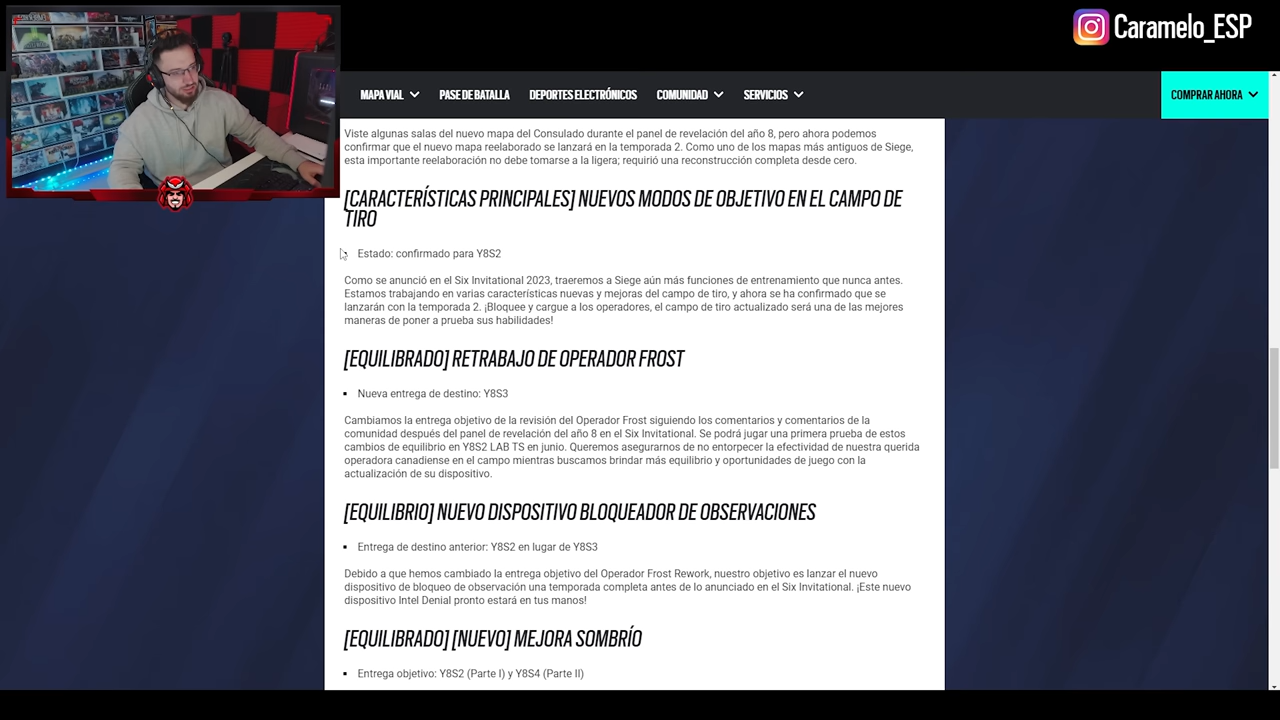 Caramelo_ESP
MAPA VIAL
PASE DE BATALLA
DEPORTES ELECTRÓNICOS
COMUNIDAD
SERVICIOS
COMPRAR AHORA
Viste algunas salas del nuevo mapa del Consulado durante el panel de revelación del año 8, pero ahora podemos
confirmar que el nuevo mapa reelaborado se lanzará en la temporada 2. Como uno de los mapas más antiguos de Siege,
esta importante reelaboración no debe tomarse a la ligera; requirió una reconstrucción completa desde cero.
[CARACTERÍSTICAS PRINCIPALES] NUEVOS MODOS DE OBJETIVO EN EL CAMPO DE
TIRO
Estado: confirmado para Y8S2
Como se anunció en el Six Invitational 2023, traeremos a Siege aún más funciones de entrenamiento que nunca antes.
Estamos trabajando en varias características nuevas y mejoras del campo de tiro, y ahora se ha confirmado que se
lanzarán con la temporada 2. ¡Bloquee y cargue a los operadores, el campo de tiro actualizado será una de las mejores
maneras de poner a prueba sus habilidades!
[EQUILIBRADO] RETRABAJO DE OPERADOR FROST
▪ Nueva entrega de destino: Y8S3
Cambiamos la entrega objetivo de la revisión del Operador Frost siguiendo los comentarios y comentarios de la
comunidad después del panel de revelación del año 8 en el Six Invitational. Se podrá jugar una primera prueba de estos
cambios de equilibrio en Y8S2 LAB TS en junio. Queremos asegurarnos de no entorpecer la efectividad de nuestra querida
operadora canadiense en el campo mientras buscamos brindar más equilibrio y oportunidades de juego con la
actualización de su dispositivo.
[EQUILIBRIO] NUEVO DISPOSITIVO BLOQUEADOR DE OBSERVACIONES
▪ Entrega de destino anterior: Y8S2 en lugar de Y8S3
Debido a que hemos cambiado la entrega objetivo del Operador Frost Rework, nuestro objetivo es lanzar el nuevo
dispositivo de bloqueo de observación una temporada completa antes de lo anunciado en el Six Invitational. ¡Este nuevo
dispositivo Intel Denial pronto estará en tus manos!
[EQUILIBRADO] [NUEVO] MEJORA SOMBRÍO
▪ Entrega objetivo: Y8S2 (Parte I) y Y8S4 (Parte II)